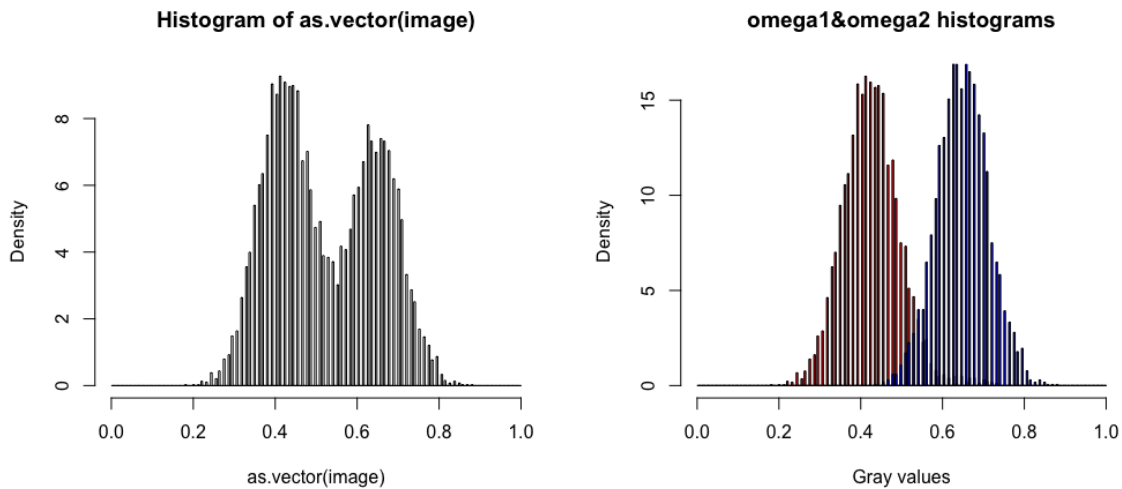 Histogram of as.vector(image)
Density
0
2
4
6
8
0.0 0.2 0.4 0.6 0.8 1.0
as.vector(image)
omega1&omega2 histograms
Density
0
5
10
15
0.0 0.2 0.4 0.6 0.8 1.0
Gray values